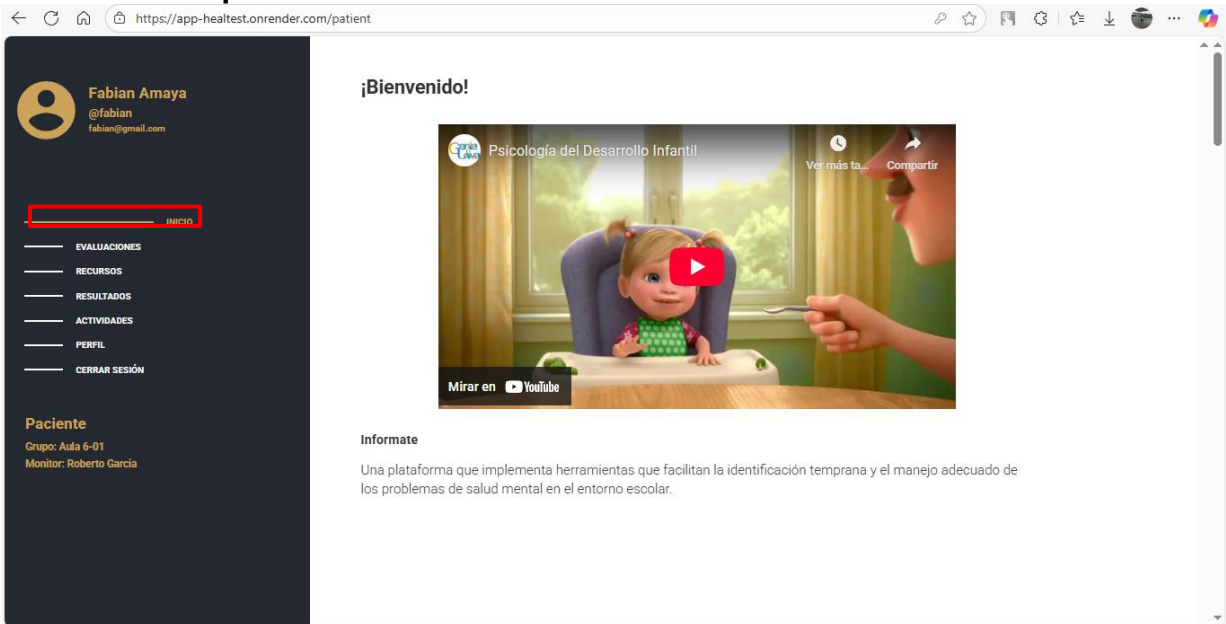 https://app-healtest.onrender.com/patient
Fabian Amaya
@fabian
fabian@gmail.com
INICIO
EVALUACIONES
RECURSOS
RESULTADOS
ACTIVIDADES
PERFIL
CERRAR SESIÓN
Paciente
Grupo: Aula 6-01
Monitor: Roberto Garcia
¡Bienvenido!
Psicología del Desarrollo Infantil
Ver más ta...
Compartir
Mirar en YouTube
Informate
Una plataforma que implementa herramientas que facilitan la identificación temprana y el manejo adecuado de
los problemas de salud mental en el entorno escolar.